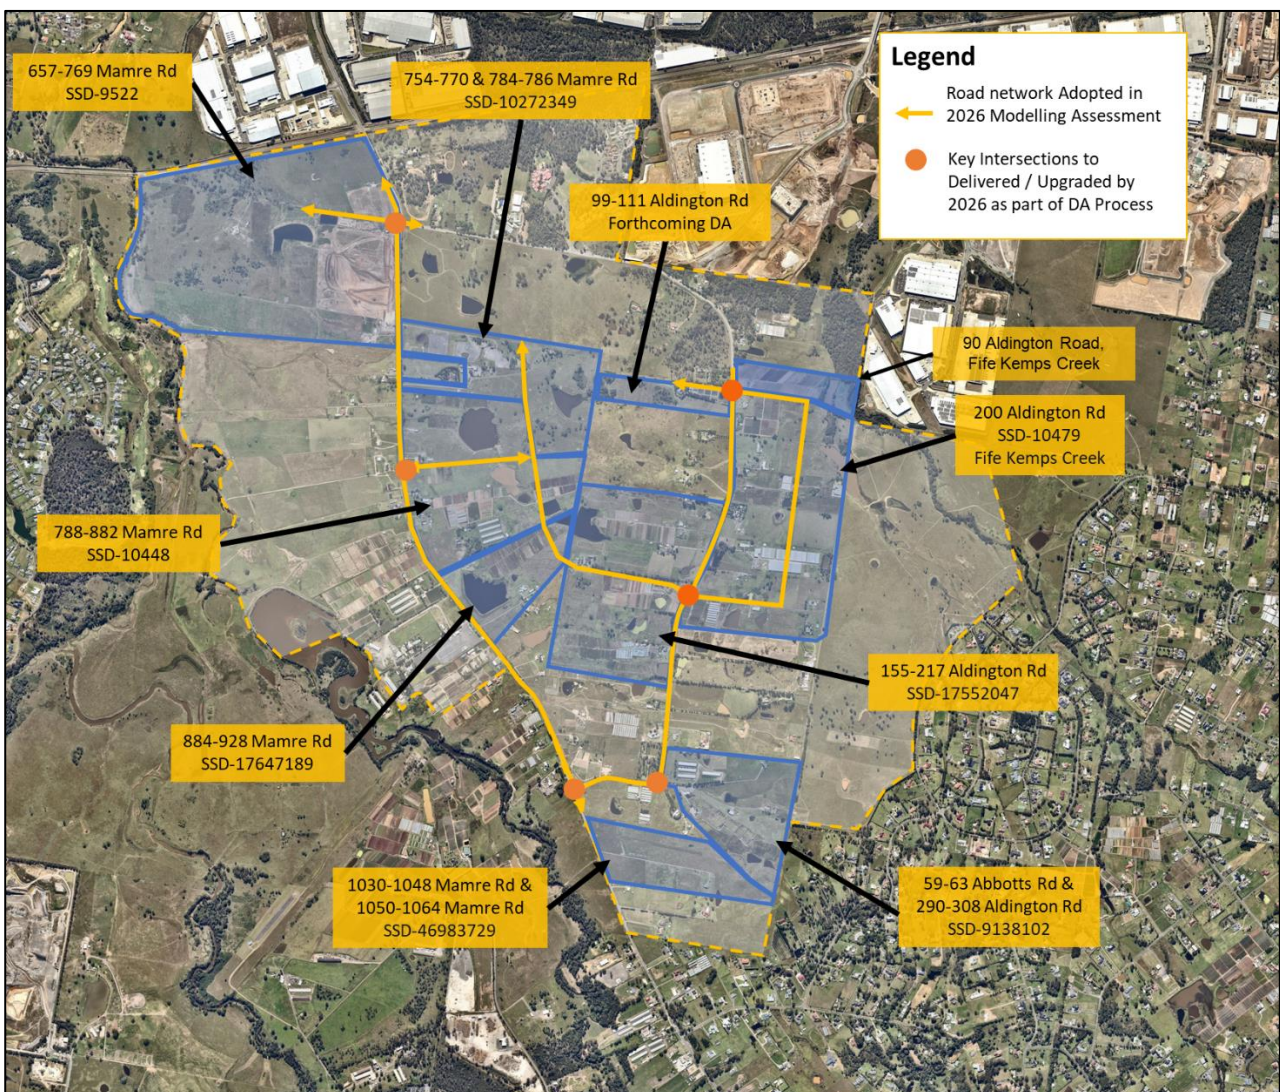 657-769 Mamre Rd
SSD-9522
754-770 & 784-786 Mamre Rd
SSD-10272349
99-111 Aldington Rd
Forthcoming DA
Legend
Road network Adopted in
2026 Modelling Assessment
Key Intersections to
Delivered / Upgraded by
2026 as part of DA Process
90 Aldington Road,
Fife Kemps Creek
200 Aldington Rd
SSD-10479
Fife Kemps Creek
788-882 Mamre Rd
SSD-10448
155-217 Aldington Rd
SSD-17552047
884-928 Mamre Rd
SSD-17647189
1030-1048 Mamre Rd &
1050-1064 Mamre Rd
SSD-46983729
59-63 Abbotts Rd &
290-308 Aldington Rd
SSD-9138102